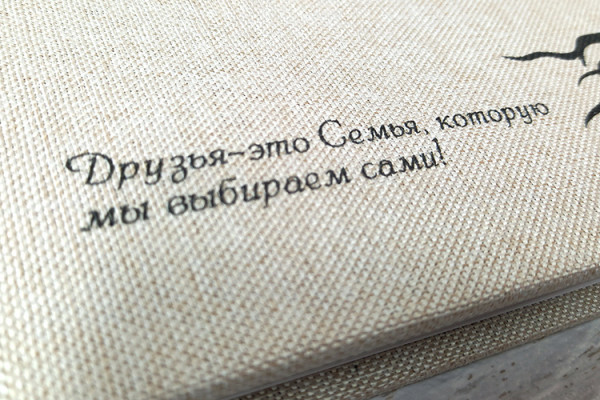 Друзья-это Семья, которую
мы выбираем сами!